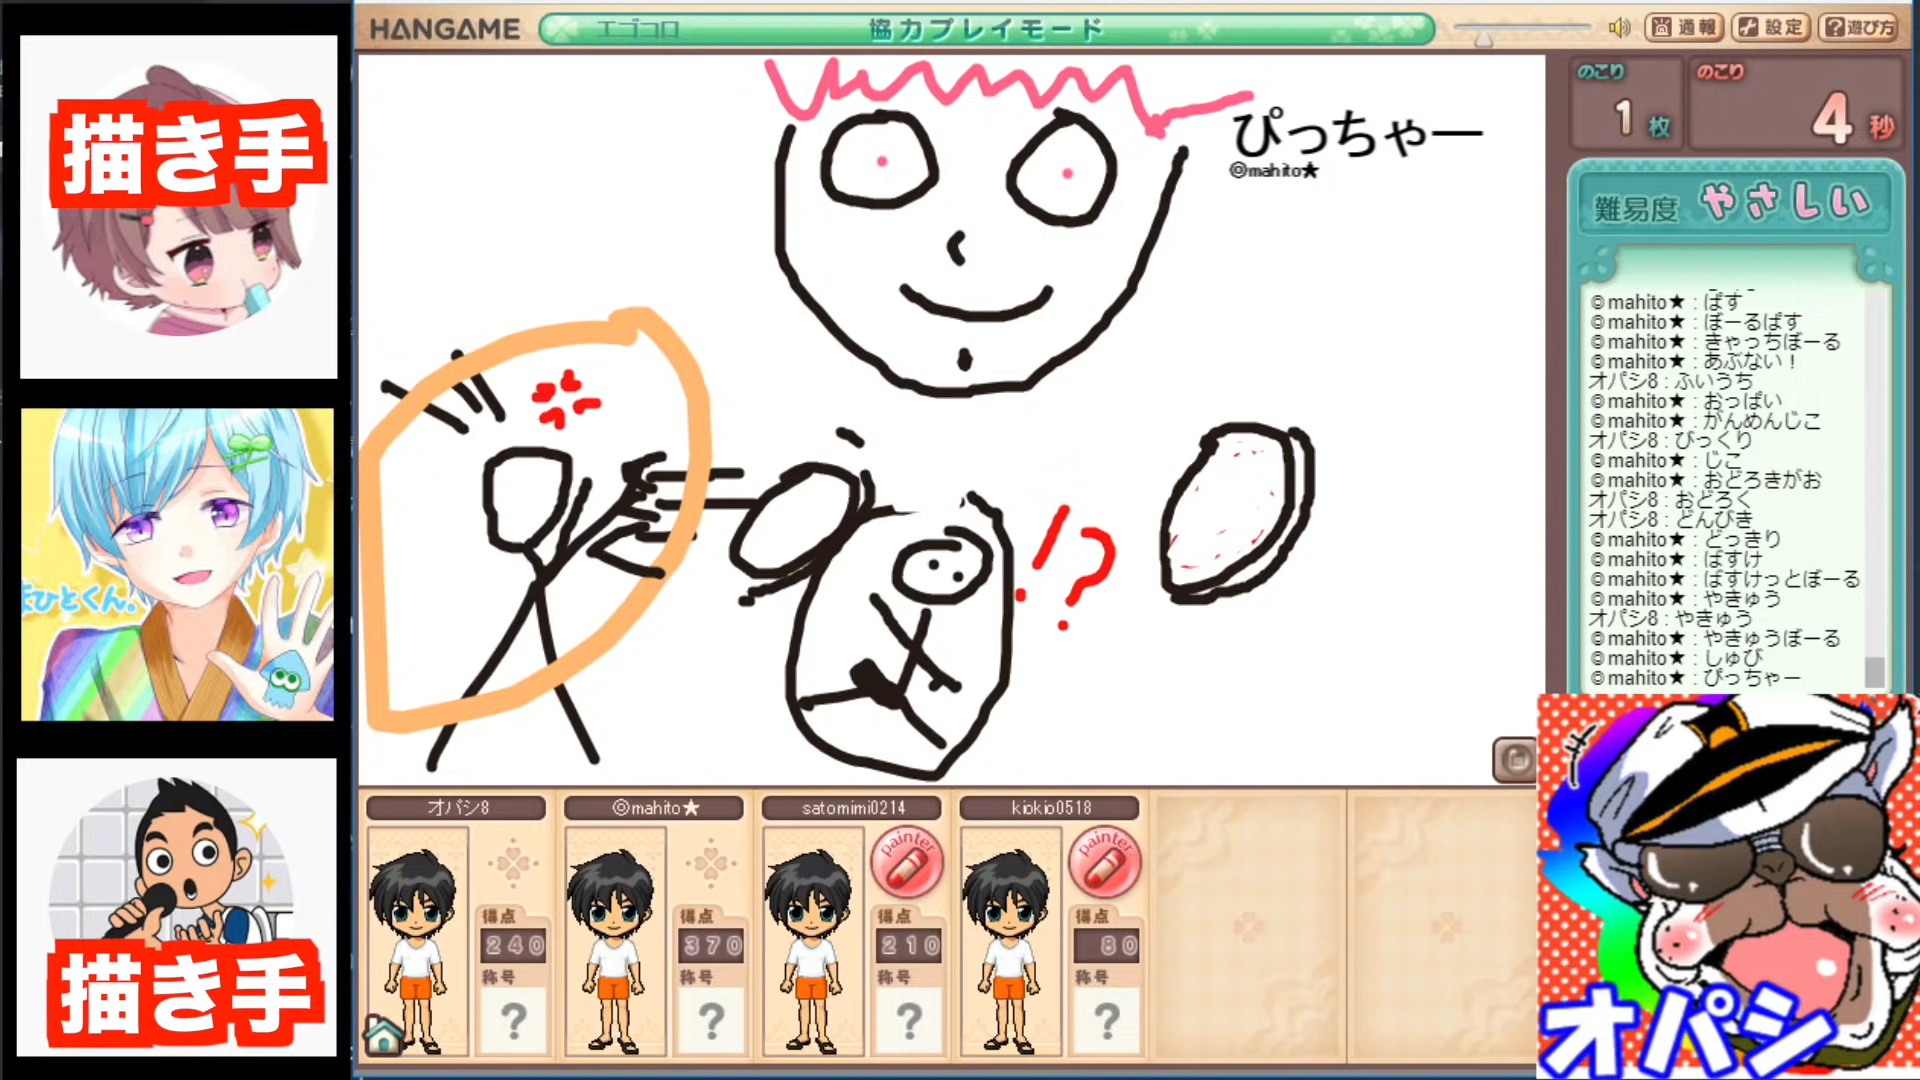 HANGAME
エゴコロ
協力プレイモード
通報
設定
?遊び方
描き手
ひとくん。
描き手
ぴっちゃー
@mahito★
!?
のこり
1枚
のこり
4秒
難易度 やさしい
@mahito★ : ぱす
@mahito★ : ぼーるぱす
@mahito★ : きゃっちぼーる
@mahito★ : あぶない!
オパシ8 : ふいうち
@mahito★ : おっぱい
@mahito★ : がんめんじこ
オパシ8 : びっくり
@mahito★ : じこ
@mahito★ : おどろきがお
オパシ8 : おどろく
オパシ8 : どんびき
@mahito★ : どっきり
@mahito★ : ばすけ
@mahito★ : ばすけっとぼーる
@mahito★ : やきゅう
オパシ8 : やきゅう
@mahito★ : やきゅうぼーる
@mahito★ : しゅび
@mahito★ : ぴっちゃー
オパシ8
@mahito★
satomimi0214
kiokio0518
painter
painter
得点
240
称号
?
得点
370
称号
?
得点
210
称号
?
得点
80
称号
?
オパシ